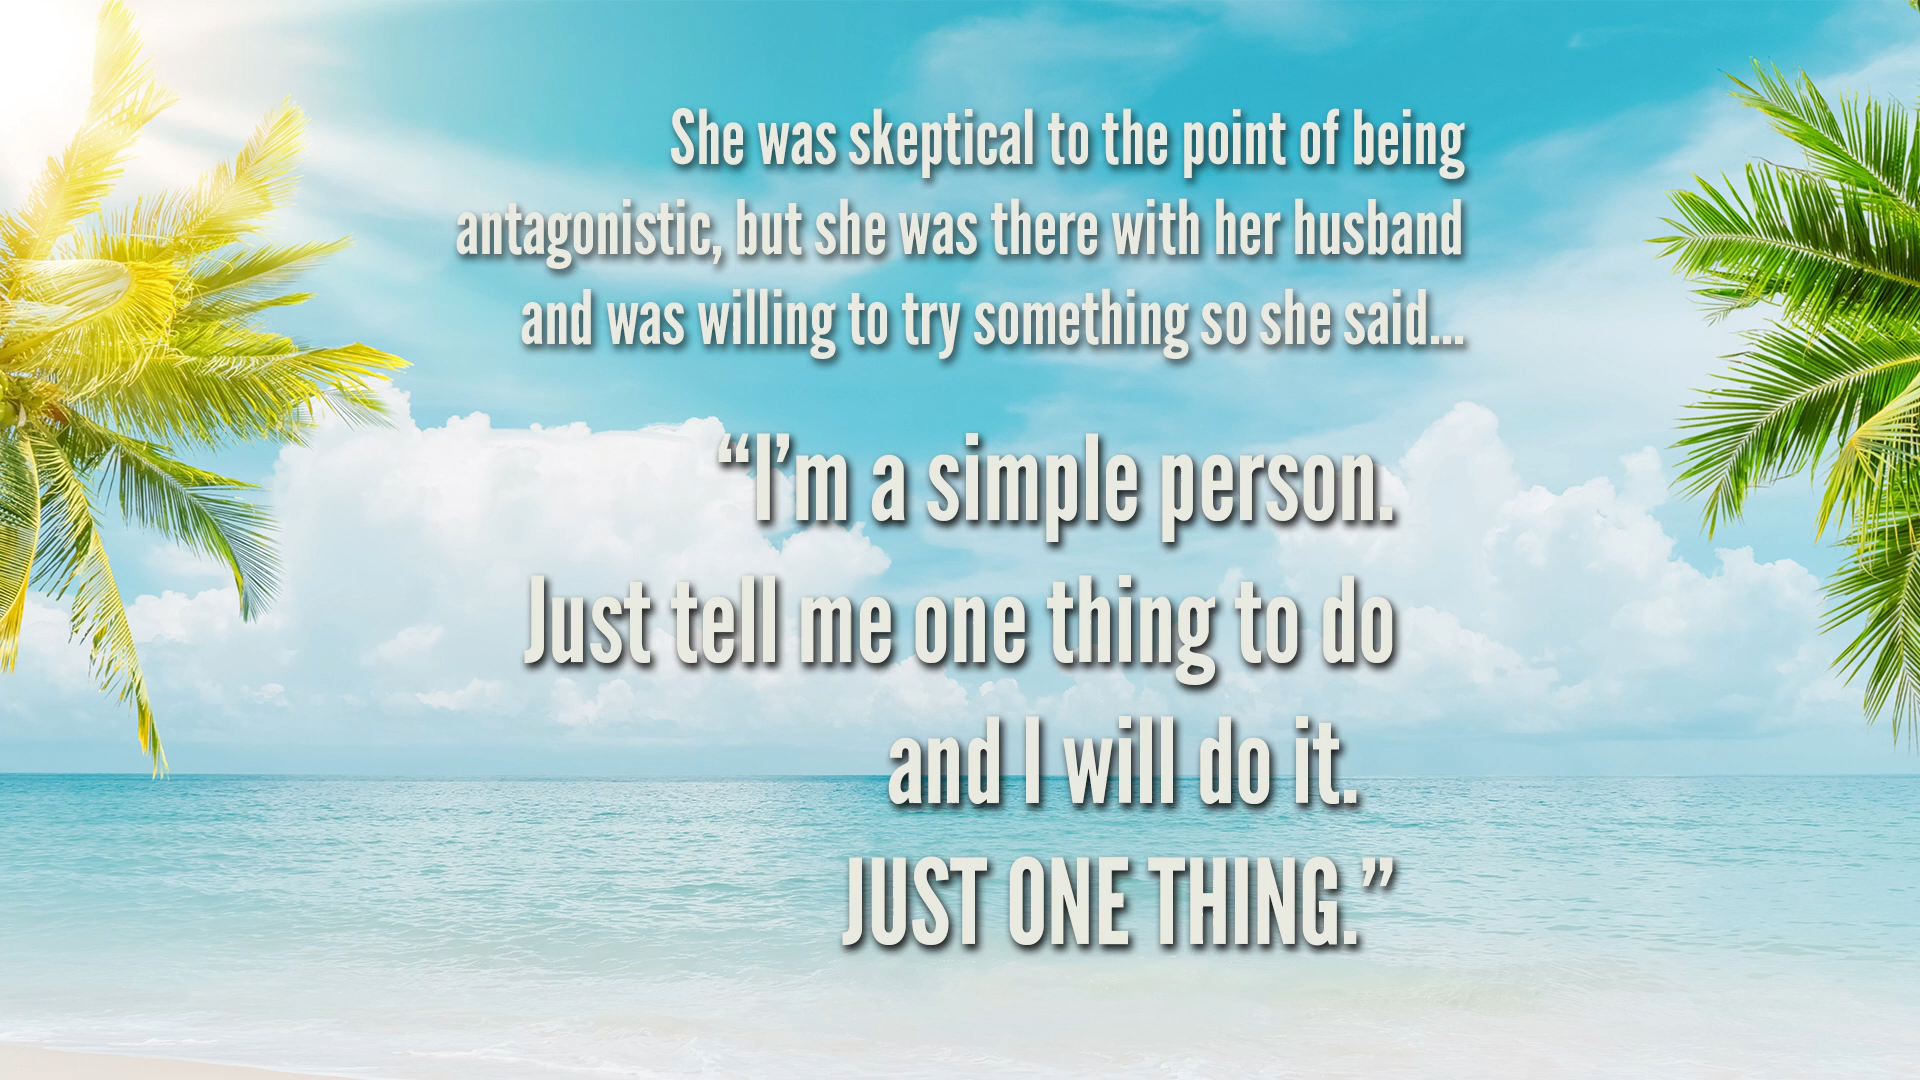 She was skeptical to the point of being
antagonistic, but she was there with her husband
and was willing to try something so she said...
“I’m a simple person.
Just tell me one thing to do
and I will do it.
JUST ONE THING.”